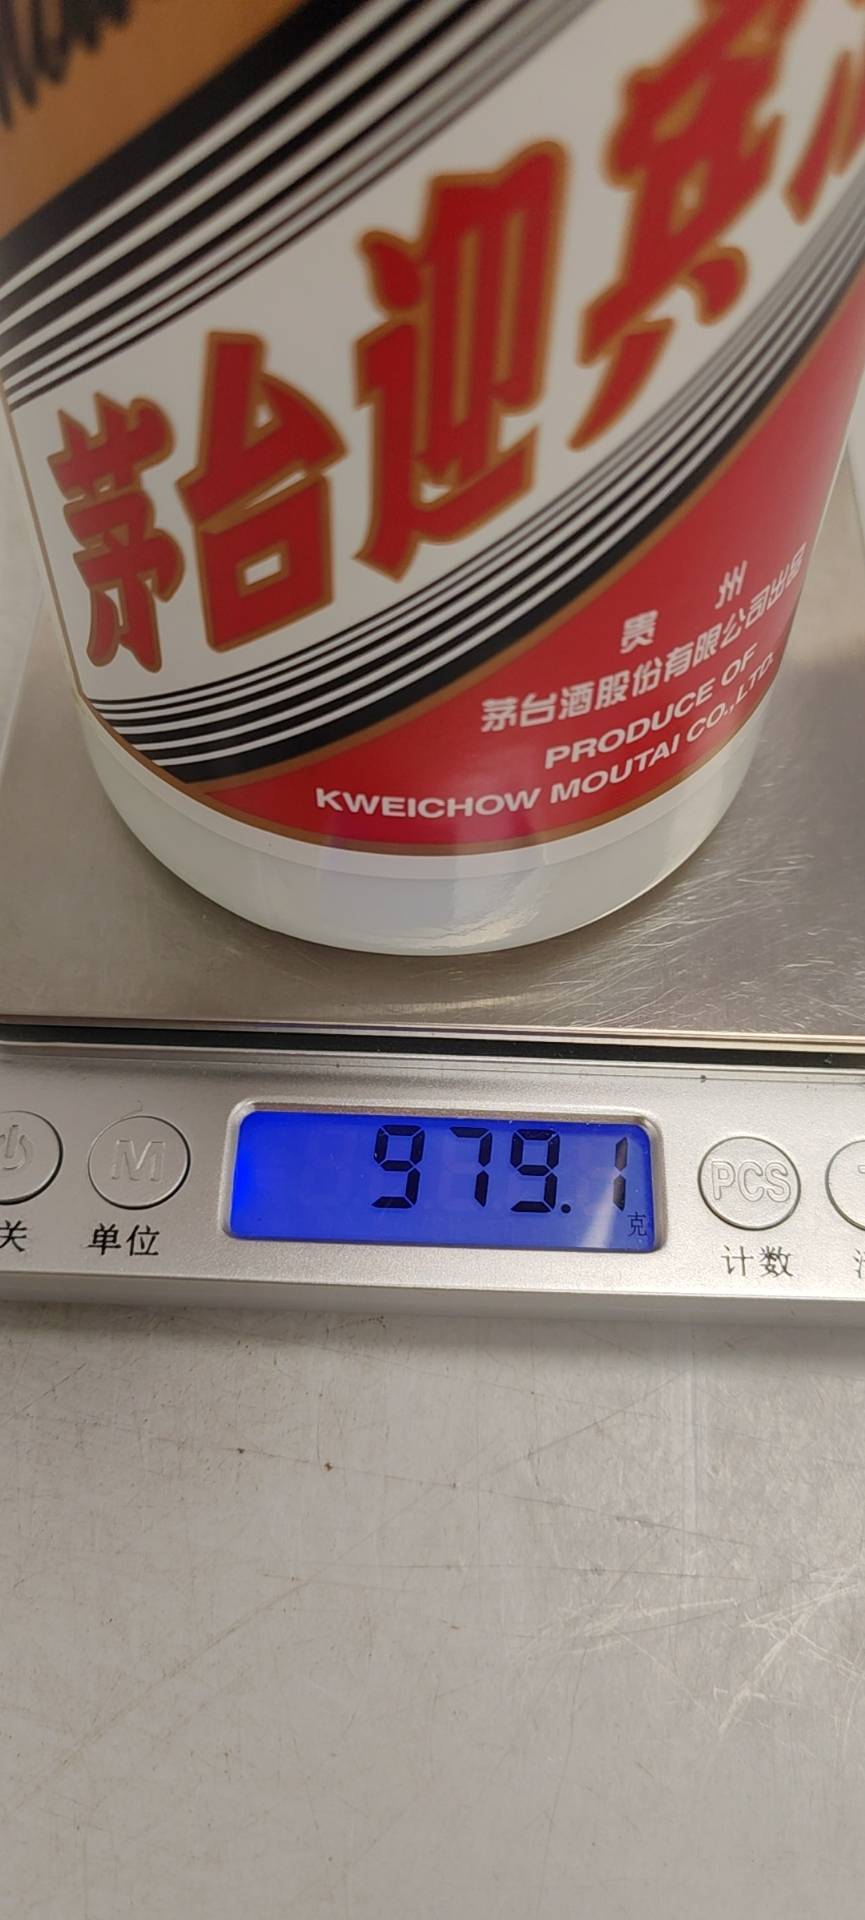 茅台迎宾
贵州
茅台酒股份有限公司出品
PRODUCE OF
KWEICHOW MOUTAI CO.,LTD.
979.1
克
M
PCS
关
单位
计数